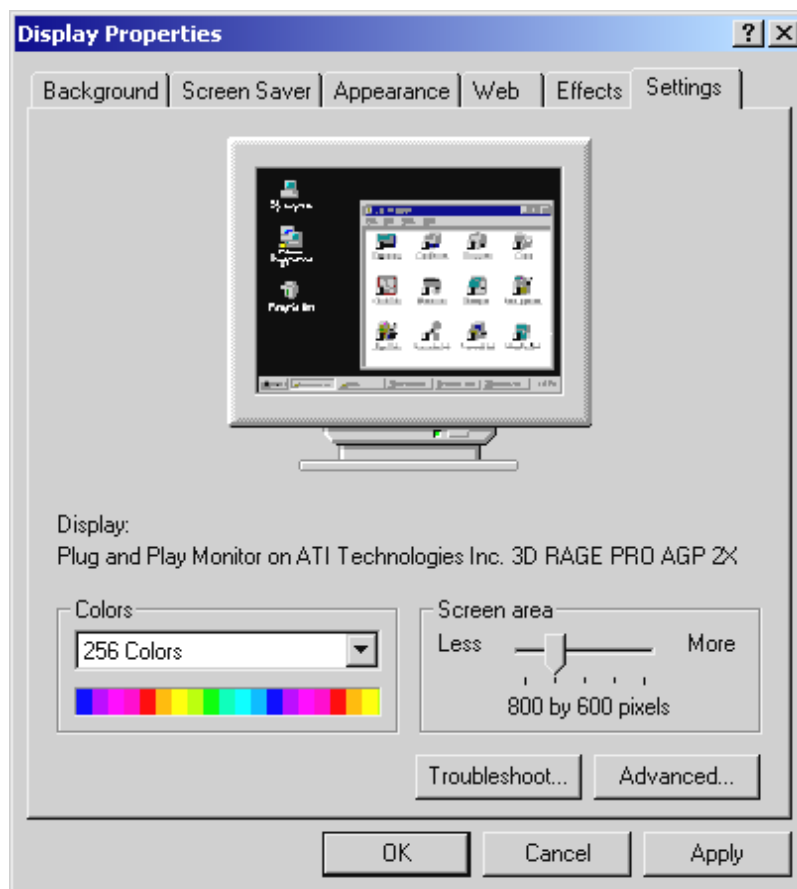 Display Properties
Background Screen Saver Appearance Web Effects Settings
Display:
Plug and Play Monitor on ATI Technologies Inc. 3D RAGE PRO AGP 2X
Colors
256 Colors
Screen area
Less More
800 by 600 pixels
Troubleshoot... Advanced...
OK Cancel Apply